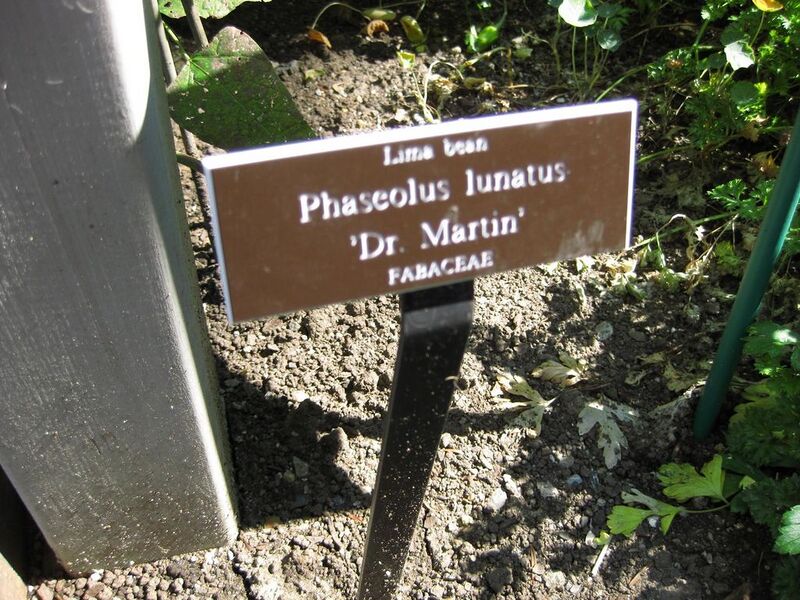 Lima bean
Phaseolus lunatus
'Dr. Martin'
FABACEAE